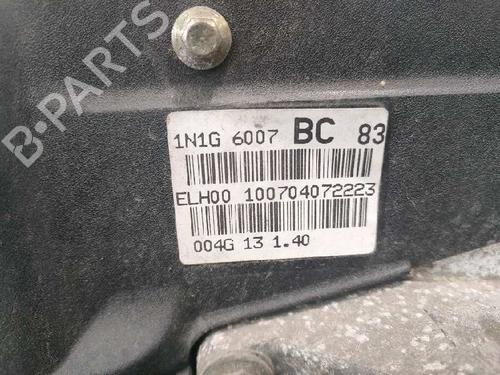 B-PARTS
1N1G 6007 BC 83
ELH00 100704072223
004G 13 1.40